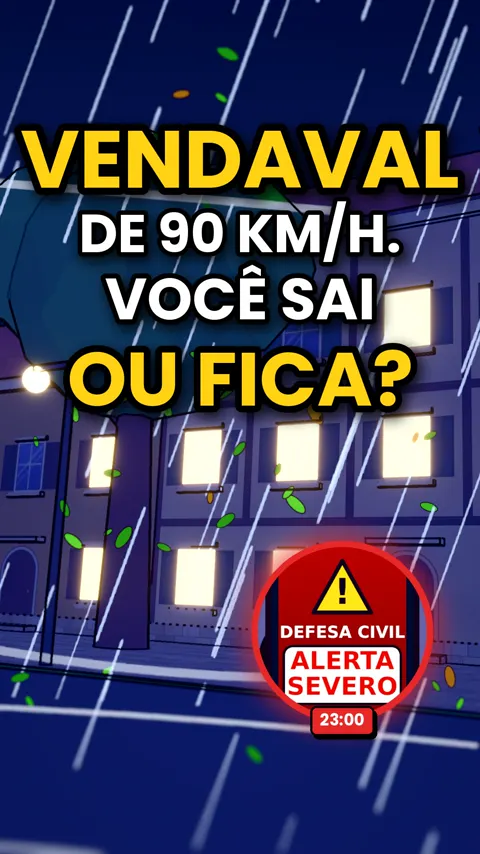 VENDAVAL
DE 90 KM/H.
VOCÊ SAI
OU FICA?
!
DEFESA CIVIL
ALERTA
SEVERO
23:00